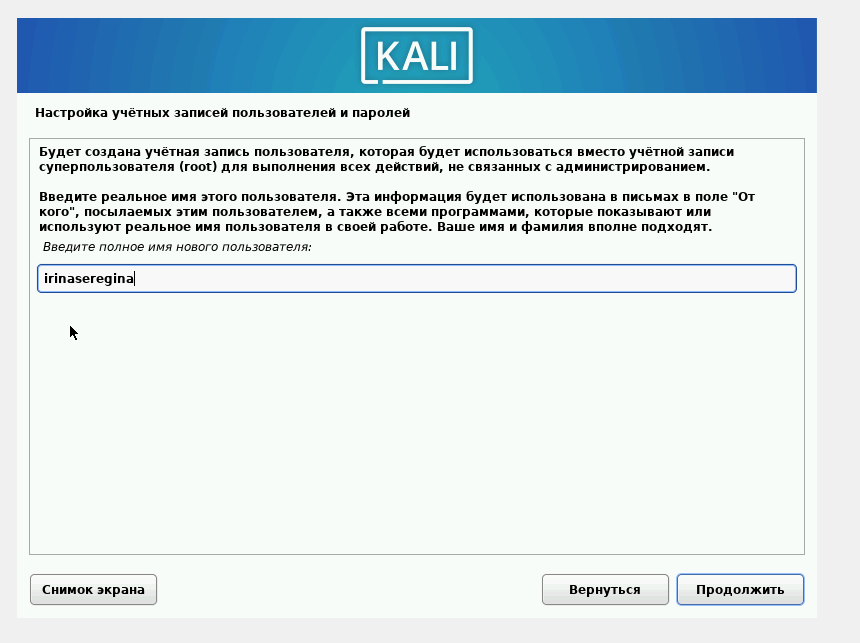 KALI
Настройка учётных записей пользователей и паролей
Будет создана учётная запись пользователя, которая будет использоваться вместо учётной записи
суперпользователя (root) для выполнения всех действий, не связанных с администрированием.
Введите реальное имя этого пользователя. Эта информация будет использована в письмах в поле "От
кого", посылаемых этим пользователем, а также всеми программами, которые показывают или
используют реальное имя пользователя в своей работе. Ваше имя и фамилия вполне подходят.
Введите полное имя нового пользователя:
irinaseregina
Снимок экрана
Вернуться
Продолжить